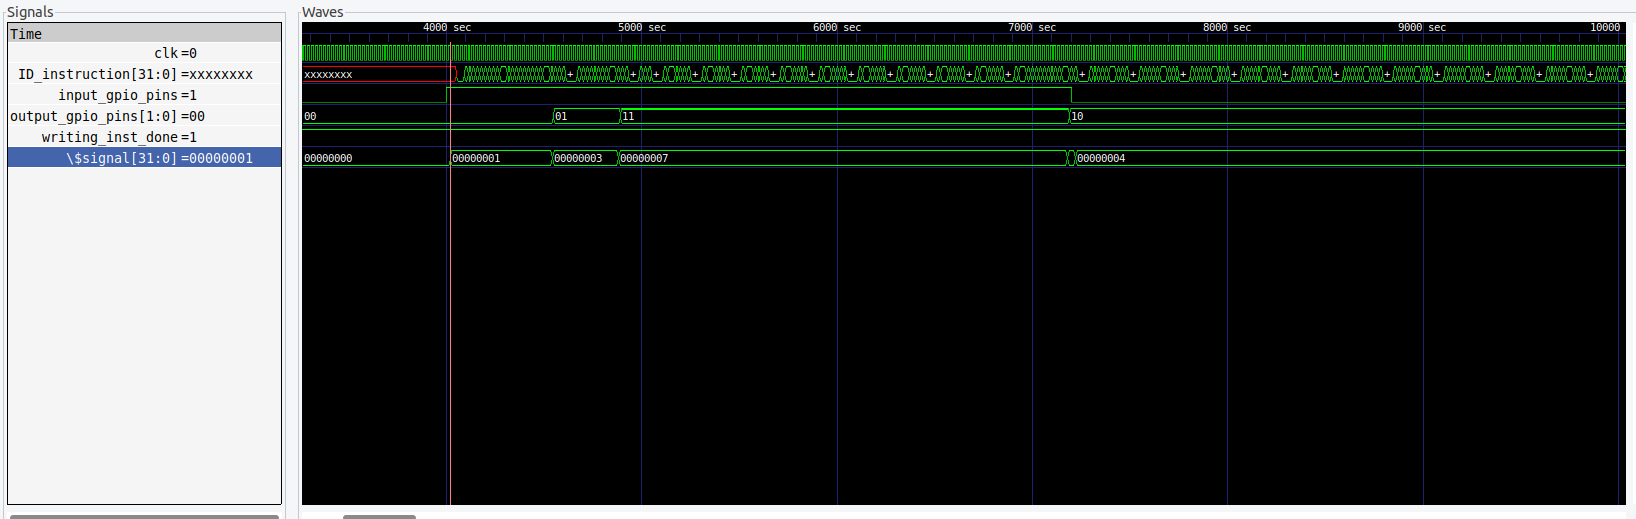 Signals
Time
clk =0
ID_instruction[31:0] =xxxxxxxx
input_gpio_pins =1
output_gpio_pins[1:0] =00
writing_inst_done =1
\$signal[31:0] =00000001
Waves
4000 sec 5000 sec 6000 sec 7000 sec 8000 sec 9000 sec 10000
xxxxxxxx + + + + + + + + + + + + + + + + + + + + + + + +
00 01 11 10
00000000 00000001 00000003 00000007 00000004